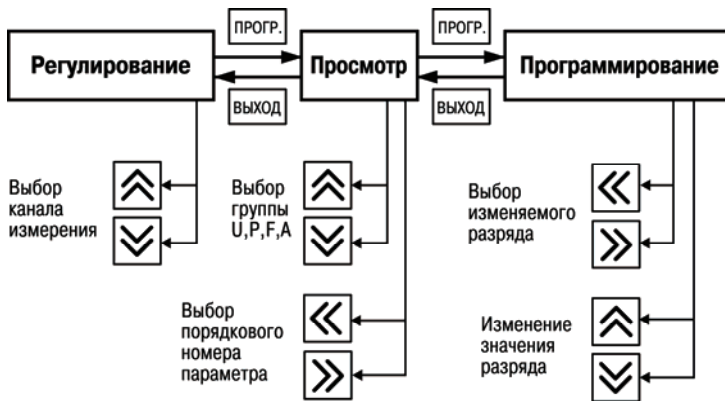 ПРОГР.
ПРОГР.
Регулирование
Просмотр
Программирование
ВЫХОД
ВЫХОД
Выбор
канала
измерения
Выбор
группы
U,P,F,A
Выбор
изменяемого
разряда
Выбор
порядкового
номера
параметра
Изменение
значения
разряда